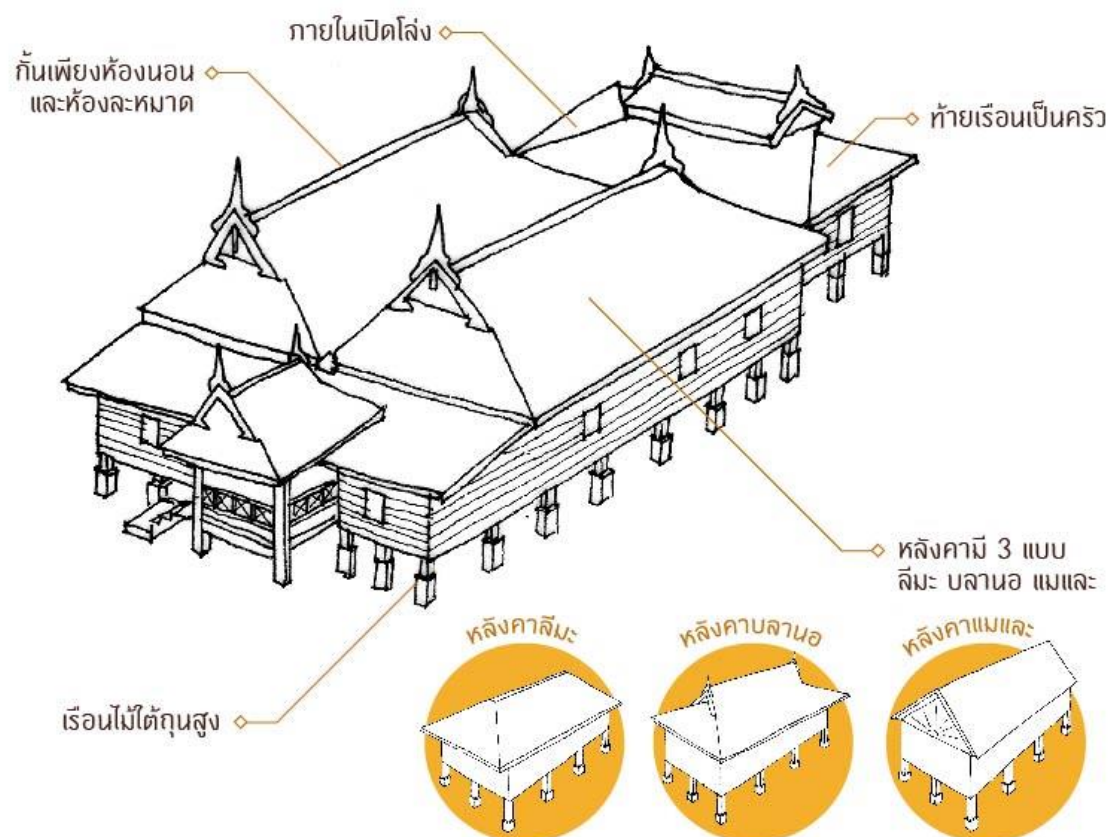 ภายในเปิดโล่ง
กั้นเพียงห้องนอน
และห้องละหมาด
ท้ายเรือนเป็นครัว
หลังคามี 3 แบบ
ลีมะ บลานอ แมและ
เรือนไม้ใต้ถุนสูง
หลังคาลีมะ
หลังคาบลานอ
หลังคาแมและ